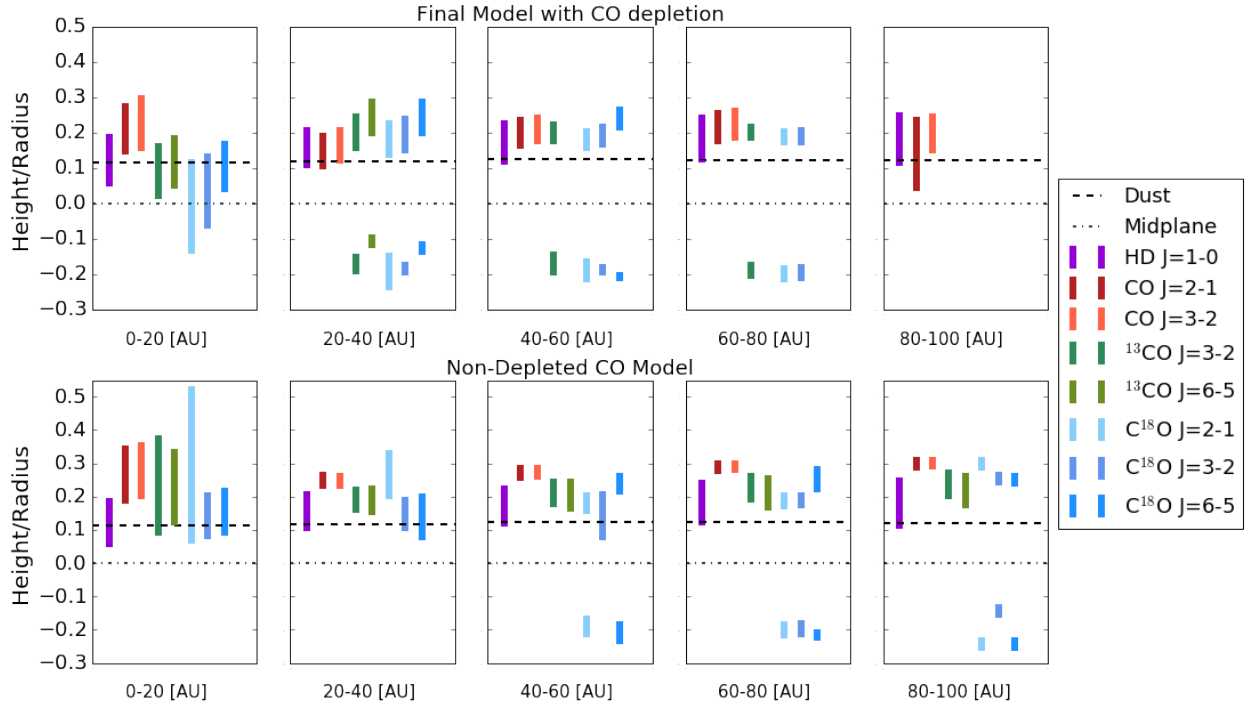 Final Model with CO depletion
Height/Radius
0.5
0.4
0.3
0.2
0.1
0.0
−0.1
−0.2
−0.3
0-20 [AU]
20-40 [AU]
40-60 [AU]
60-80 [AU]
80-100 [AU]
Non-Depleted CO Model
Height/Radius
0.5
0.4
0.3
0.2
0.1
0.0
−0.1
−0.2
−0.3
0-20 [AU]
20-40 [AU]
40-60 [AU]
60-80 [AU]
80-100 [AU]
Dust
Midplane
HD J=1-0
CO J=2-1
CO J=3-2
¹³CO J=3-2
¹³CO J=6-5
C¹⁸O J=2-1
C¹⁸O J=3-2
C¹⁸O J=6-5